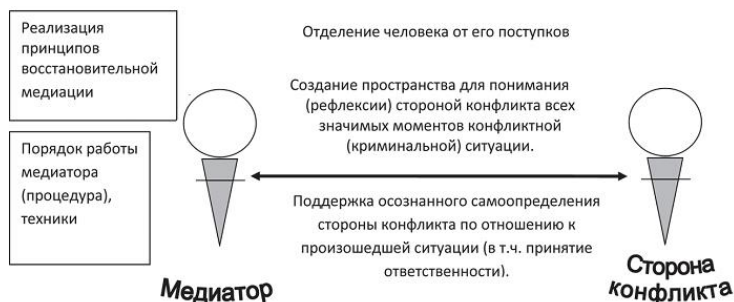 Реализация
принципов
восстановительной
медиации
Порядок работы
медиатора
(процедура),
техники
Отделение человека от его поступков
Создание пространства для понимания
(рефлексии) стороной конфликта всех
значимых моментов конфликтной
(криминальной) ситуации.
Поддержка осознанного самоопределения
стороны конфликта по отношению к
произошедшей ситуации (в т.ч. принятие
ответственности).
Медиатор
Сторона
конфликта